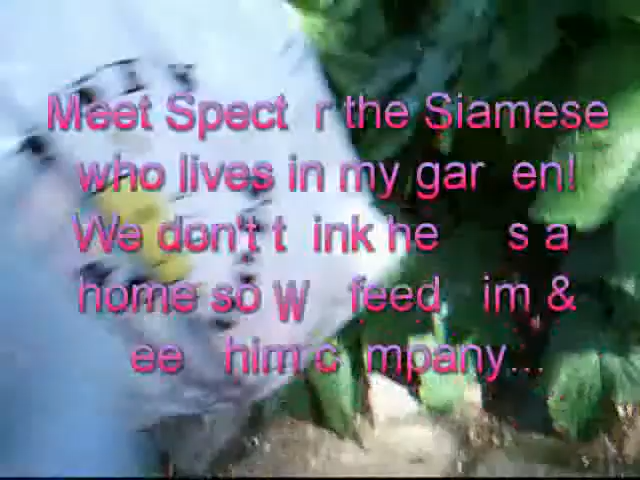 Meet Spect r the Siamese
who lives in my gar en!
We don't t ink he s a
home so w feed im &
ee him c mpany...